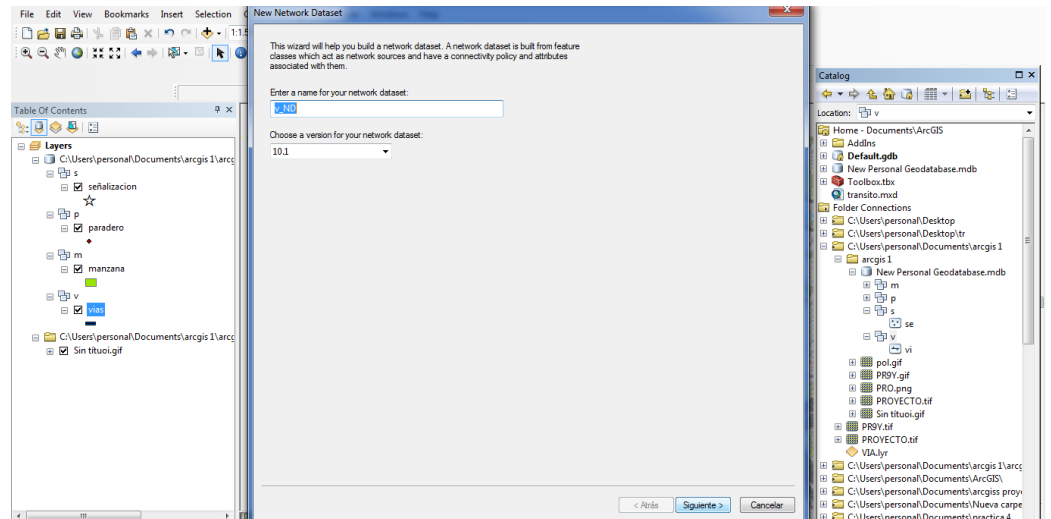 File Edit View Bookmarks Insert Selection
New Network Dataset
This wizard will help you build a network dataset. A network dataset is built from feature
classes which act as network sources and have a connectivity policy and attributes
associated with them.
Enter a name for your network dataset:
v_ND
Choose a version for your network dataset:
10.1
< Atrás
Siguiente >
Cancelar
Table Of Contents
Layers
C:\Users\personal\Documents\arcgis 1\arcg
s
señalizacion
p
paradero
m
manzana
v
vias
C:\Users\personal\Documents\arcgis 1\arcg
Sin títuoi.gif
Catalog
Location: v
Home - Documents\ArcGIS
AddIns
Default.gdb
New Personal Geodatabase.mdb
Toolbox.tbx
transito.mxd
Folder Connections
C:\Users\personal\Desktop
C:\Users\personal\Desktop\tr
C:\Users\personal\Documents\arcgis 1
arcgis 1
New Personal Geodatabase.mdb
m
p
s
se
v
vi
pol.gif
PR9Y.gif
PRO.png
PROYECTO.tif
Sin títuoi.gif
PR9Y.tif
PROYECTO.tif
VIA.lyr
C:\Users\personal\Documents\arcgis 1\arcg
C:\Users\personal\Documents\ArcGIS\
C:\Users\personal\Documents\arcgiss proye
C:\Users\personal\Documents\Nueva carpe
C:\Users\personal\Documents\practica 4